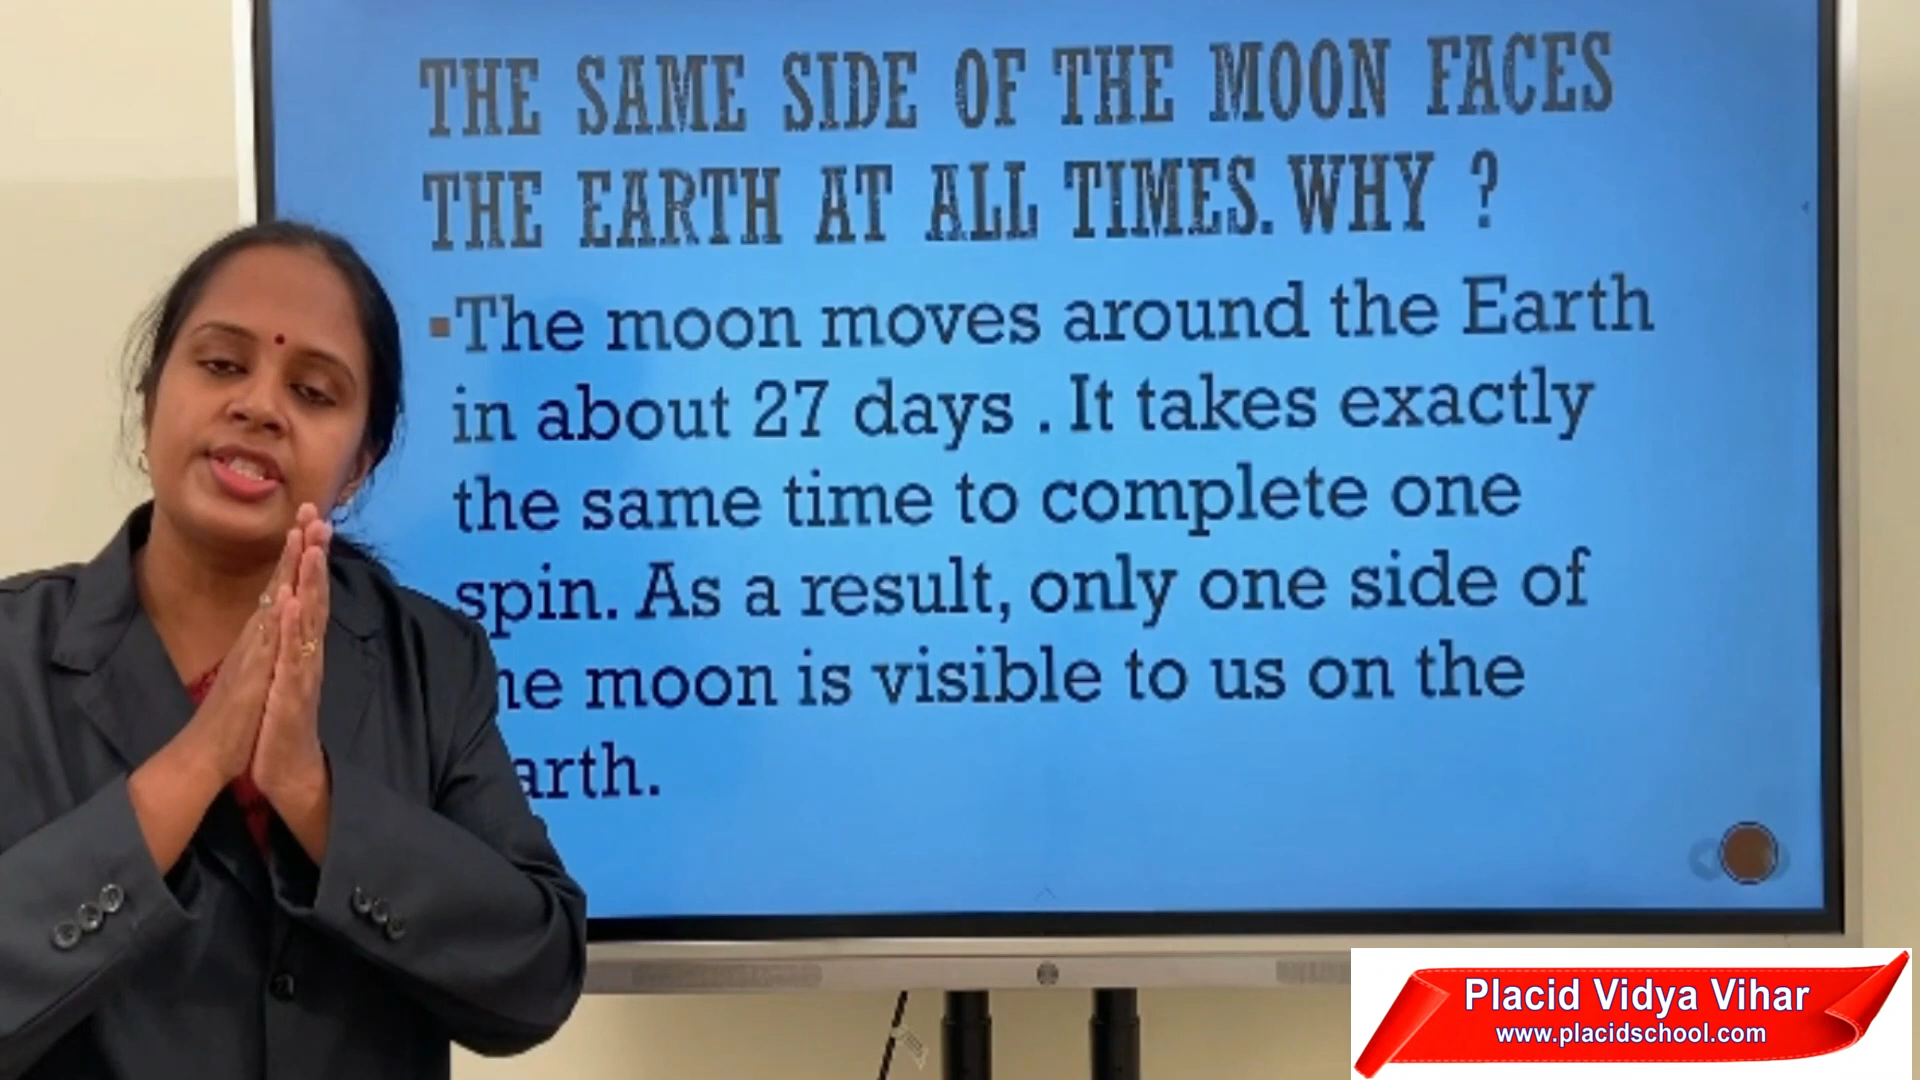 THE SAME SIDE OF THE MOON FACES
THE EARTH AT ALL TIMES. WHY ?
▪The moon moves around the Earth
in about 27 days . It takes exactly
the same time to complete one
spin. As a result, only one side of
he moon is visible to us on the
arth.
Placid Vidya Vihar
www.placidschool.com